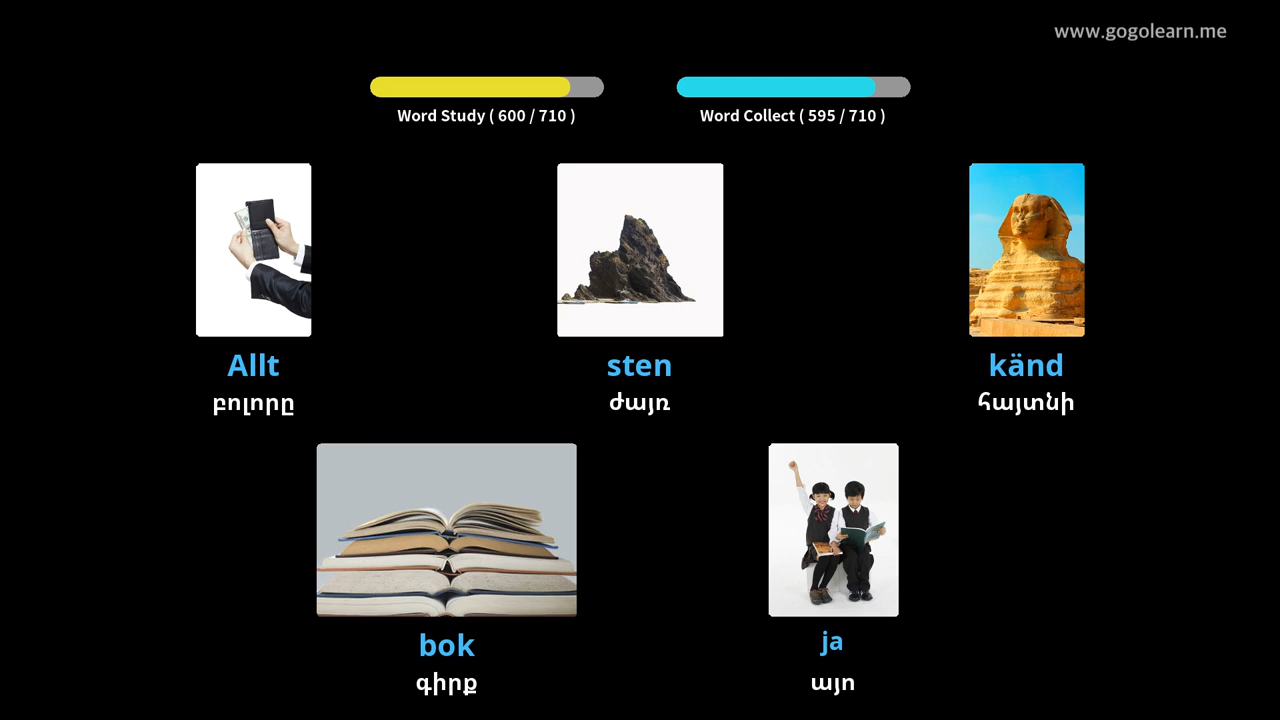 www.gogolearn.me
Word Study ( 600 / 710 )
Word Collect ( 595 / 710 )
Allt
բոլորը
sten
ժայռ
känd
հայտնի
bok
գիրք
ja
այո